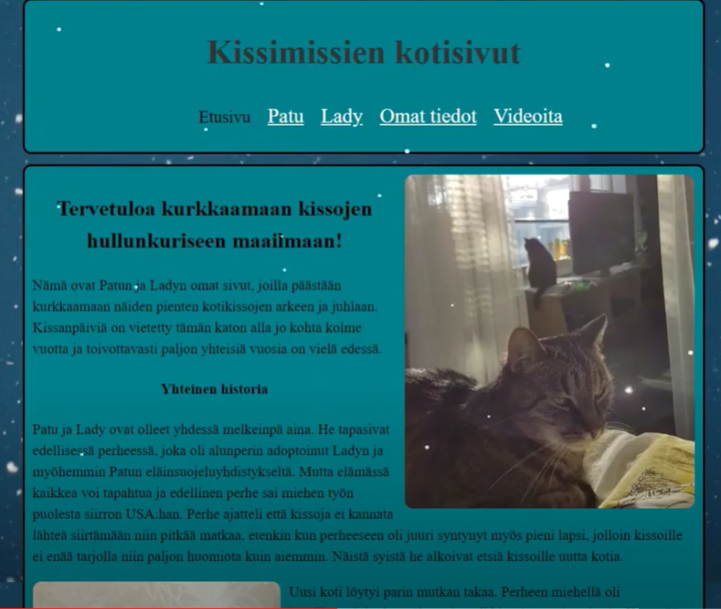 Kissimissien kotisivut
Etusivu Patu Lady Omat tiedot Videoita
Tervetuloa kurkkaamaan kissojen
hullunkuriseen maailmaan!
Nämä ovat Patun ja Ladyn omat sivut, joilla päästään
kurkkaamaan näiden pienten kotikissojen arkeen ja juhlaan.
Kissanpäiviä on vietetty tämän katon alla jo kohta kolme
vuotta ja toivottavasti paljon yhteisiä vuosia on vielä edessä.
Yhteinen historia
Patu ja Lady ovat olleet yhdessä melkeinpä aina. He tapasivat
edellisessä perheessä, joka oli alunperin adoptoinut Ladyn ja
myöhemmin Patun eläinsuojeluyhdistykseltä. Mutta elämässä
kaikkea voi tapahtua ja edellinen perhe sai miehen työn
puolesta siirron USA:han. Perhe ajatteli että kissoja ei kannata
lähteä siirtämään niin pitkää matkaa, etenkin kun perheeseen oli juuri syntynyt myös pieni lapsi, jolloin kissoille
ei enää tarjolla niin paljon huomiota kuin aiemmin. Näistä syistä he alkoivat etsiä kissoille uutta kotia.
Uusi koti löytyi parin mutkan takaa. Perheen miehellä oli